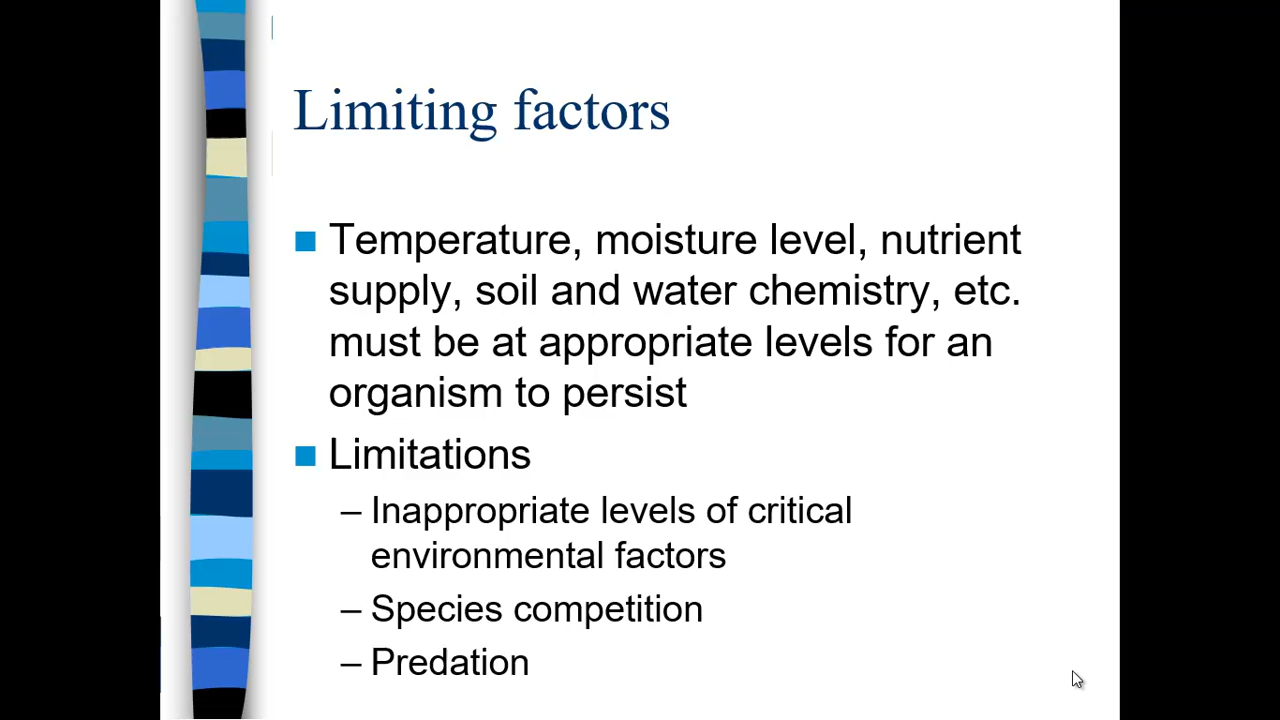 Limiting factors
Temperature, moisture level, nutrient
supply, soil and water chemistry, etc.
must be at appropriate levels for an
organism to persist
Limitations
– Inappropriate levels of critical
environmental factors
– Species competition
– Predation